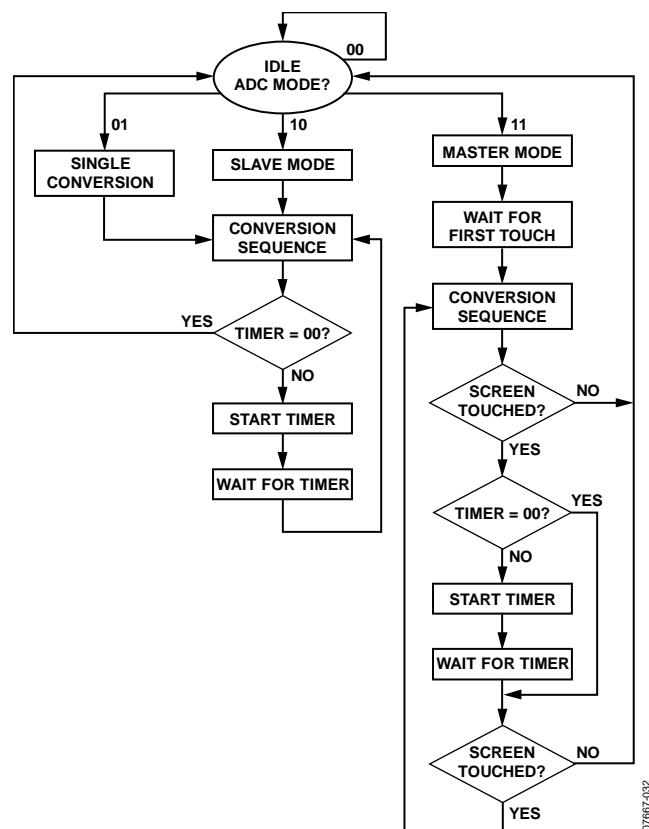 00
IDLE
ADC MODE?
01
10
11
SINGLE
CONVERSION
SLAVE MODE
MASTER MODE
CONVERSION
SEQUENCE
WAIT FOR
FIRST TOUCH
YES
TIMER = 00?
NO
START TIMER
WAIT FOR TIMER
CONVERSION
SEQUENCE
SCREEN
TOUCHED?
NO
YES
TIMER = 00?
YES
NO
START TIMER
WAIT FOR TIMER
SCREEN
TOUCHED?
NO
YES
07667-032